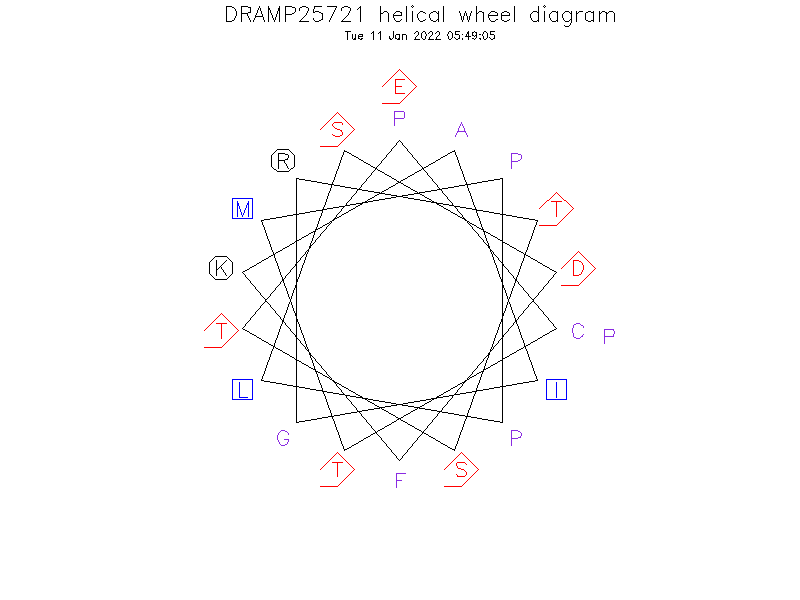 DRAMP25721 helical wheel diagram
Tue 11 Jan 2022 05:49:05
E
P
S
A
R
P
M
T
K
D
T
C
P
L
I
G
P
T
F
S